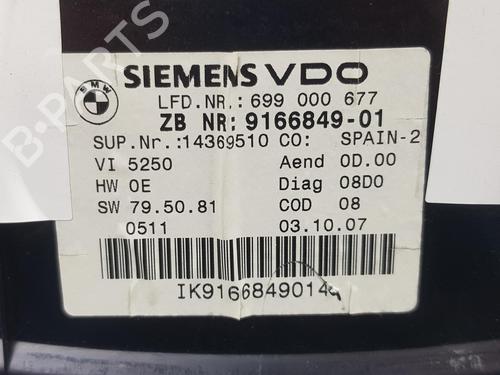 BMW
SIEMENS VDO
LFD.NR.: 699 000 677
ZB NR: 9166849-01
SUP.Nr.:14369510 CO: SPAIN-2
VI 5250 Aend 0D.00
HW 0E Diag 08D0
SW 79.50.81 COD 08
0511 03.10.07
IK9166849014
B-PARTS